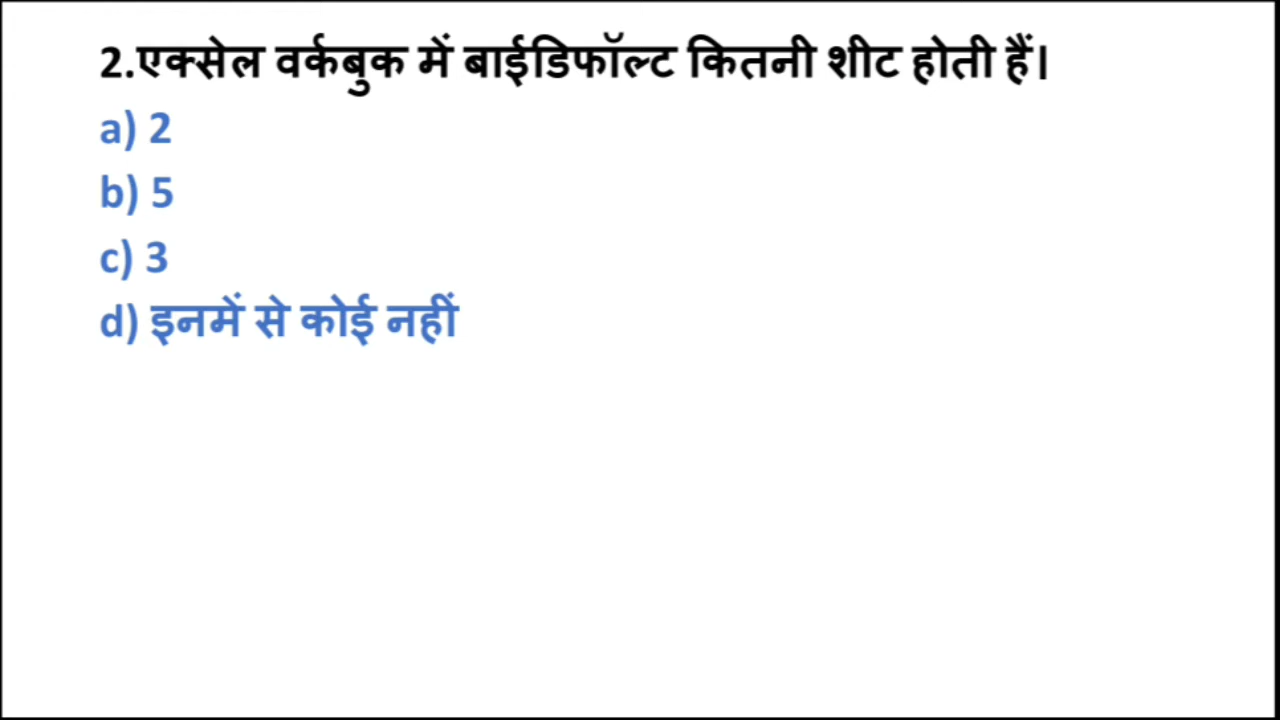 2.एक्सेल वर्कबुक में बाईडिफॉल्ट कितनी शीट होती हैं।
a) 2
b) 5
c) 3
d) इनमें से कोई नहीं